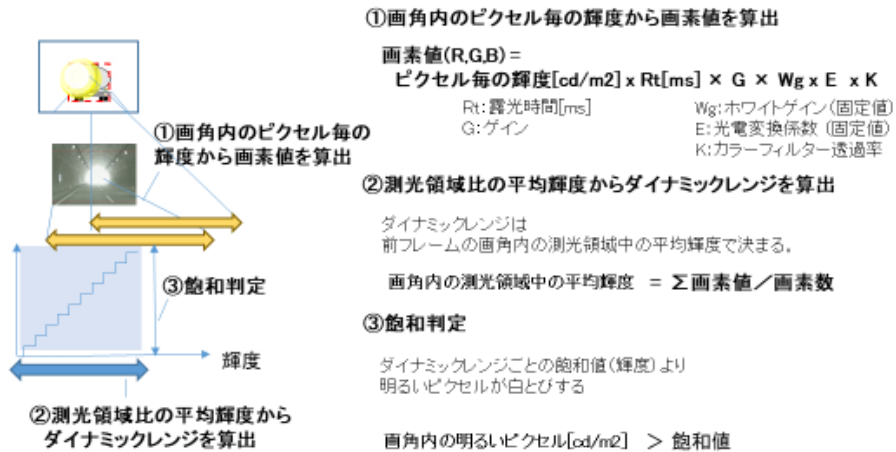 ①画角内のピクセル毎の輝度から画素値を算出
画素値(R,G,B)=
ピクセル毎の輝度[cd/m2] x Rt[ms] × G × Wg x E x K
Rt:露光時間[ms]
G:ゲイン
Wg:ホワイトゲイン(固定値)
E:光電変換係数(固定値)
K:カラーフィルター透過率
①画角内のピクセル毎の
輝度から画素値を算出
②測光領域比の平均輝度からダイナミックレンジを算出
ダイナミックレンジは
前フレームの画角内の測光領域中の平均輝度で決まる。
画角内の測光領域中の平均輝度 = Σ画素値/画素数
③飽和判定
③飽和判定
ダイナミックレンジごとの飽和値(輝度)より
明るいピクセルが白とびする
輝度
②測光領域比の平均輝度から
ダイナミックレンジを算出
画角内の明るいピクセル[cd/m2] > 飽和値